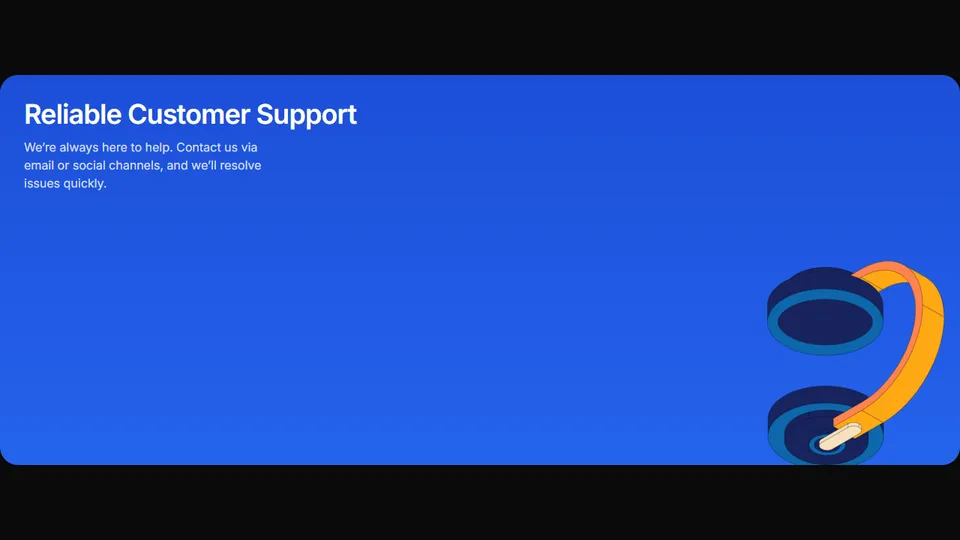 Reliable Customer Support
We’re always here to help. Contact us via
email or social channels, and we’ll resolve
issues quickly.